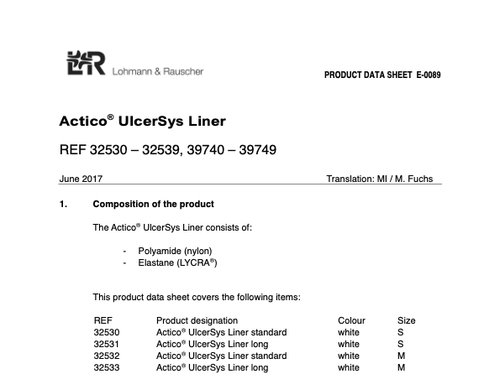 L&R Lohmann & Rauscher
PRODUCT DATA SHEET E-0089
Actico® UlcerSys Liner
REF 32530 – 32539, 39740 – 39749
June 2017 Translation: MI / M. Fuchs
1. Composition of the product
The Actico® UlcerSys Liner consists of:
- Polyamide (nylon)
- Elastane (LYCRA®)
This product data sheet covers the following items:
REF Product designation Colour Size
32530 Actico® UlcerSys Liner standard white S
32531 Actico® UlcerSys Liner long white S
32532 Actico® UlcerSys Liner standard white M
32533 Actico® UlcerSys Liner long white M